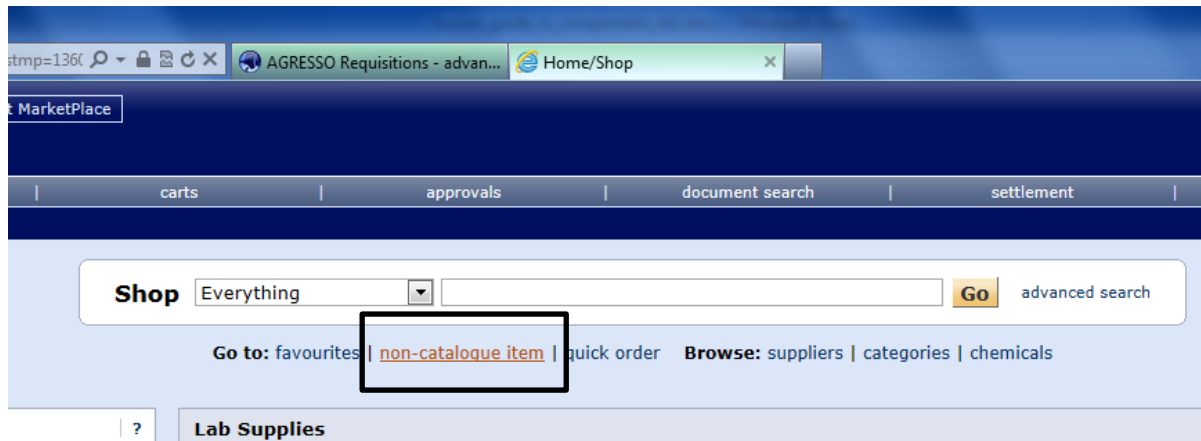 stmp=1360
AGRESSO Requisitions - advan...
Home/Shop
t MarketPlace
| carts | approvals | document search | settlement |
Shop Everything Go advanced search
Go to: favourites | non-catalogue item | quick order Browse: suppliers | categories | chemicals
? Lab Supplies